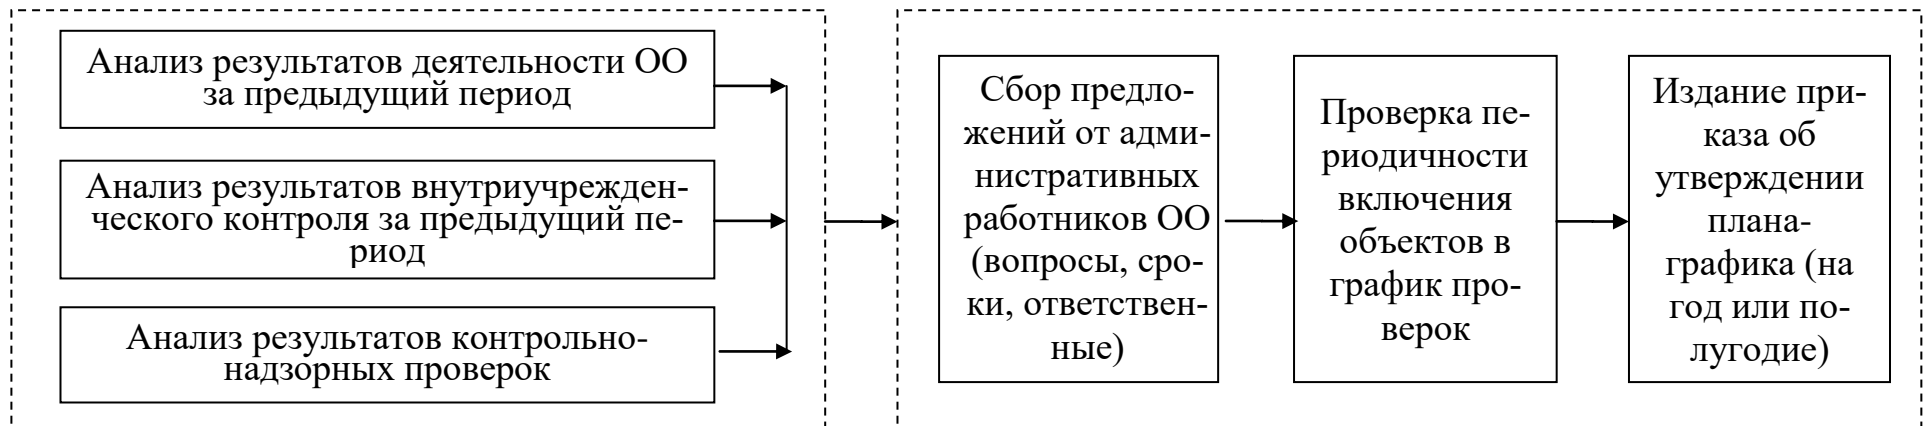 Анализ результатов деятельности ОО
за предыдущий период
Анализ результатов внутриучрежден-
ческого контроля за предыдущий пе-
риод
Анализ результатов контрольно-
надзорных проверок
Сбор предло-
жений от адми-
нистративных
работников ОО
(вопросы, сро-
ки, ответствен-
ные)
Проверка пе-
риодичности
включения
объектов в
график про-
верок
Издание при-
каза об
утверждении
плана-
графика (на
год или по-
лугодие)